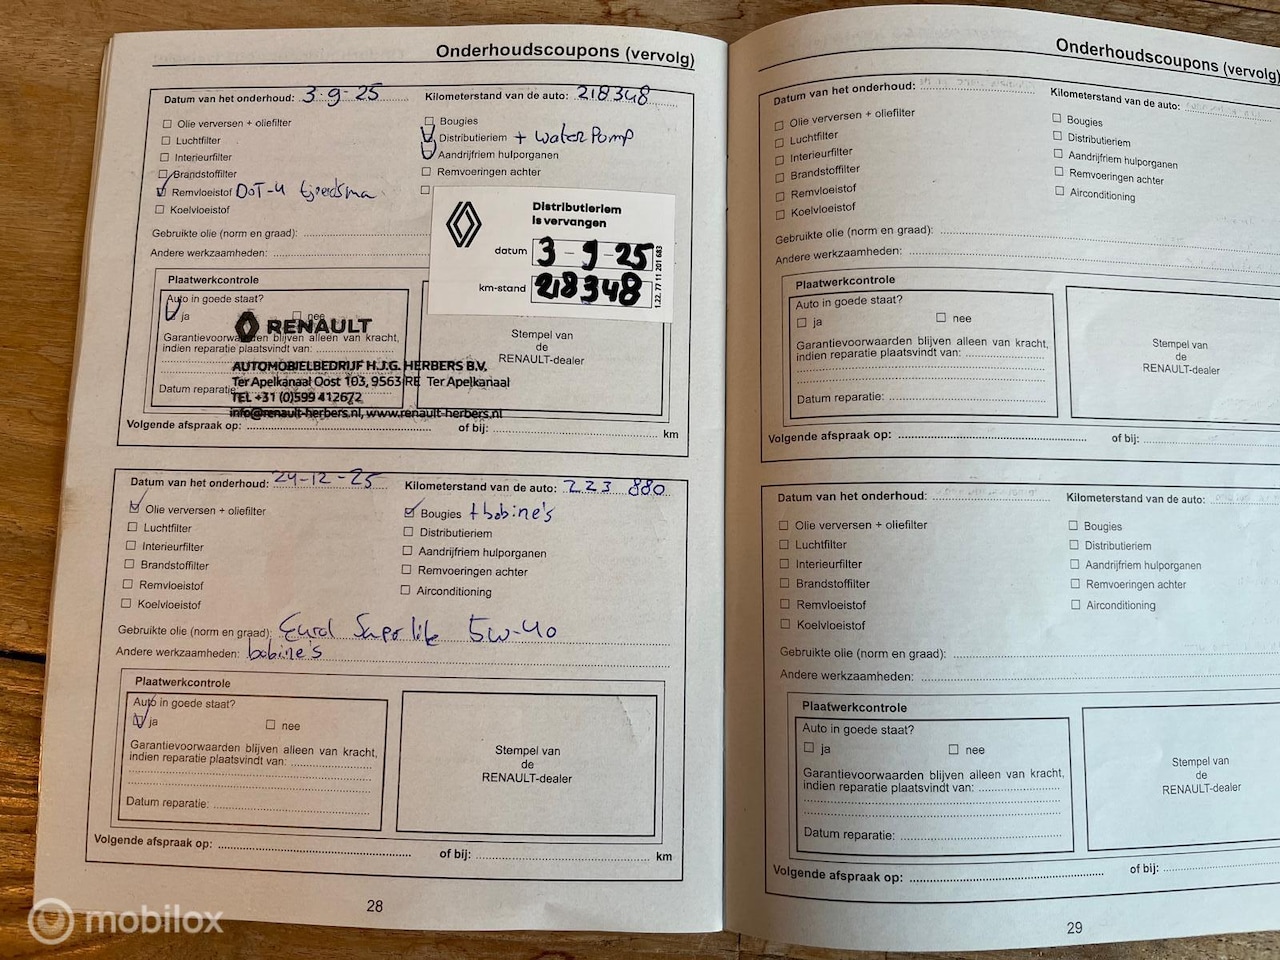 Onderhoudscoupons (vervolg)
Datum van het onderhoud: 3-9-25 Kilometerstand van de auto: 218348
Olie verversen + oliefilter
Luchtfilter
Interieurfilter
Brandstoffilter
Remvloeistof DoT-4
Koelvloeistof
Bougies
Distributieriem + waterPomp
Aandrijfriem hulporganen
Remvoeringen achter
Gebruikte olie (norm en graad):
Andere werkzaamheden:
Distributieriem
is vervangen
datum 3-9-25
km-stand 218348
1.22. 77 11 201 683
Plaatwerkcontrole
Auto in goede staat?
ja nee
Garantievoorwaarden blijven alleen van kracht,
indien reparatie plaatsvindt van:
Datum reparatie:
RENAULT
AUTOMOBIELBEDRIJF H.J.G. HERBERS B.V.
Ter Apelkanaal Oost 103, 9563 RE Ter Apelkanaal
TEL +31 (0)599 412672
info@renault-herbers.nl, www.renault-herbers.nl
Stempel van
de
RENAULT-dealer
Volgende afspraak op: of bij: km
Datum van het onderhoud: 24-12-25 Kilometerstand van de auto: 223 880
Olie verversen + oliefilter
Luchtfilter
Interieurfilter
Brandstoffilter
Remvloeistof
Koelvloeistof
Bougies + bobine's
Distributieriem
Aandrijfriem hulporganen
Remvoeringen achter
Airconditioning
Gebruikte olie (norm en graad): Eurol Superlite 5w-40
Andere werkzaamheden: bobine's
Plaatwerkcontrole
Auto in goede staat?
ja nee
Garantievoorwaarden blijven alleen van kracht,
indien reparatie plaatsvindt van:
Datum reparatie:
Stempel van
de
RENAULT-dealer
Volgende afspraak op: of bij: km
28
mobilox
Onderhoudscoupons (vervolg)
Datum van het onderhoud: Kilometerstand van de auto:
Olie verversen + oliefilter
Luchtfilter
Interieurfilter
Brandstoffilter
Remvloeistof
Koelvloeistof
Bougies
Distributieriem
Aandrijfriem hulporganen
Remvoeringen achter
Airconditioning
Gebruikte olie (norm en graad):
Andere werkzaamheden:
Plaatwerkcontrole
Auto in goede staat?
ja nee
Garantievoorwaarden blijven alleen van kracht,
indien reparatie plaatsvindt van:
Datum reparatie:
Stempel van
de
RENAULT-dealer
Volgende afspraak op: of bij:
Datum van het onderhoud: Kilometerstand van de auto:
Olie verversen + oliefilter
Luchtfilter
Interieurfilter
Brandstoffilter
Remvloeistof
Koelvloeistof
Bougies
Distributieriem
Aandrijfriem hulporganen
Remvoeringen achter
Airconditioning
Gebruikte olie (norm en graad):
Andere werkzaamheden:
Plaatwerkcontrole
Auto in goede staat?
ja nee
Garantievoorwaarden blijven alleen van kracht,
indien reparatie plaatsvindt van:
Datum reparatie:
Stempel van
de
RENAULT-dealer
Volgende afspraak op: of bij:
29